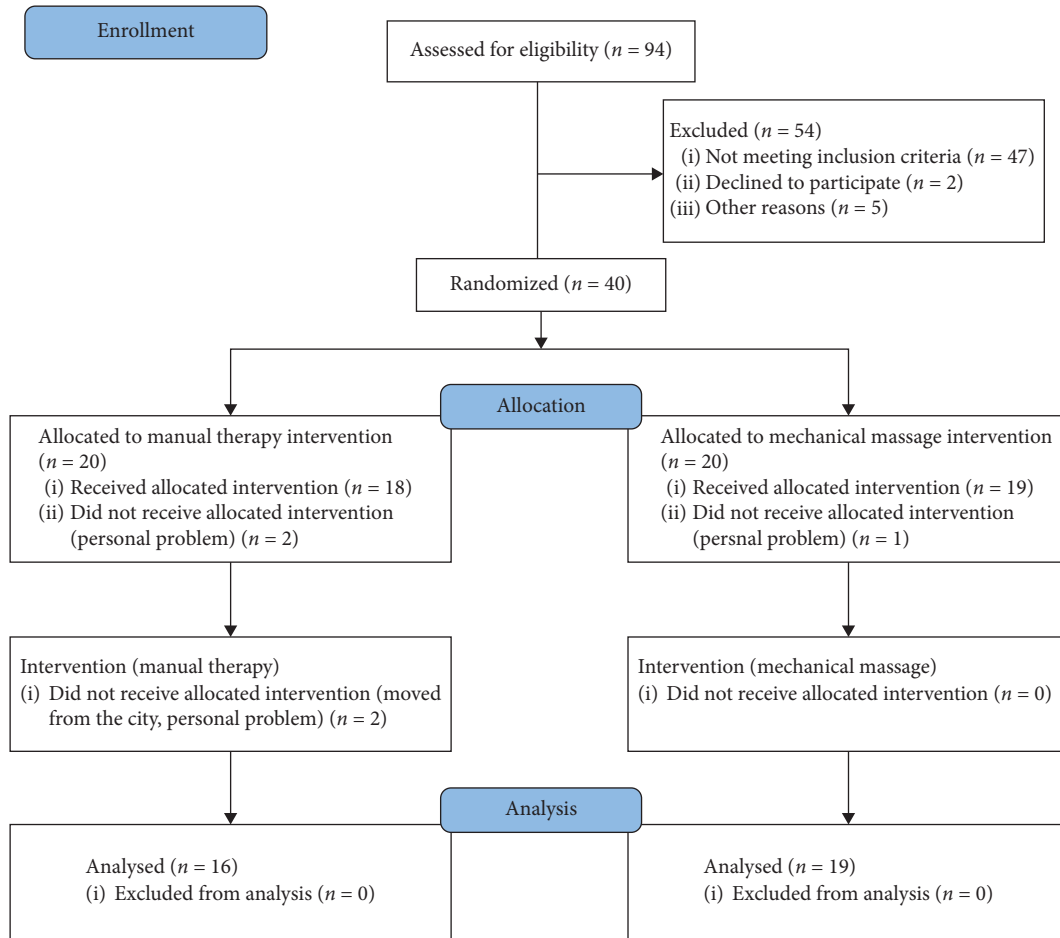 Enrollment
Assessed for eligibility (n = 94)
Excluded (n = 54)
(i) Not meeting inclusion criteria (n = 47)
(ii) Declined to participate (n = 2)
(iii) Other reasons (n = 5)
Randomized (n = 40)
Allocation
Allocated to manual therapy intervention
(n = 20)
(i) Received allocated intervention (n = 18)
(ii) Did not receive allocated intervention
(personal problem) (n = 2)
Allocated to mechanical massage intervention
(n = 20)
(i) Received allocated intervention (n = 19)
(ii) Did not receive allocated intervention
(persnal problem) (n = 1)
Intervention (manual therapy)
(i) Did not receive allocated intervention (moved
from the city, personal problem) (n = 2)
Intervention (mechanical massage)
(i) Did not receive allocated intervention (n = 0)
Analysis
Analysed (n = 16)
(i) Excluded from analysis (n = 0)
Analysed (n = 19)
(i) Excluded from analysis (n = 0)